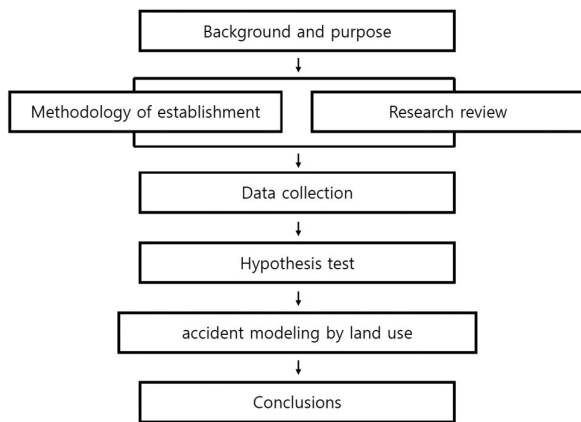 Background and purpose
Methodology of establishment
Research review
Data collection
Hypothesis test
accident modeling by land use
Conclusions